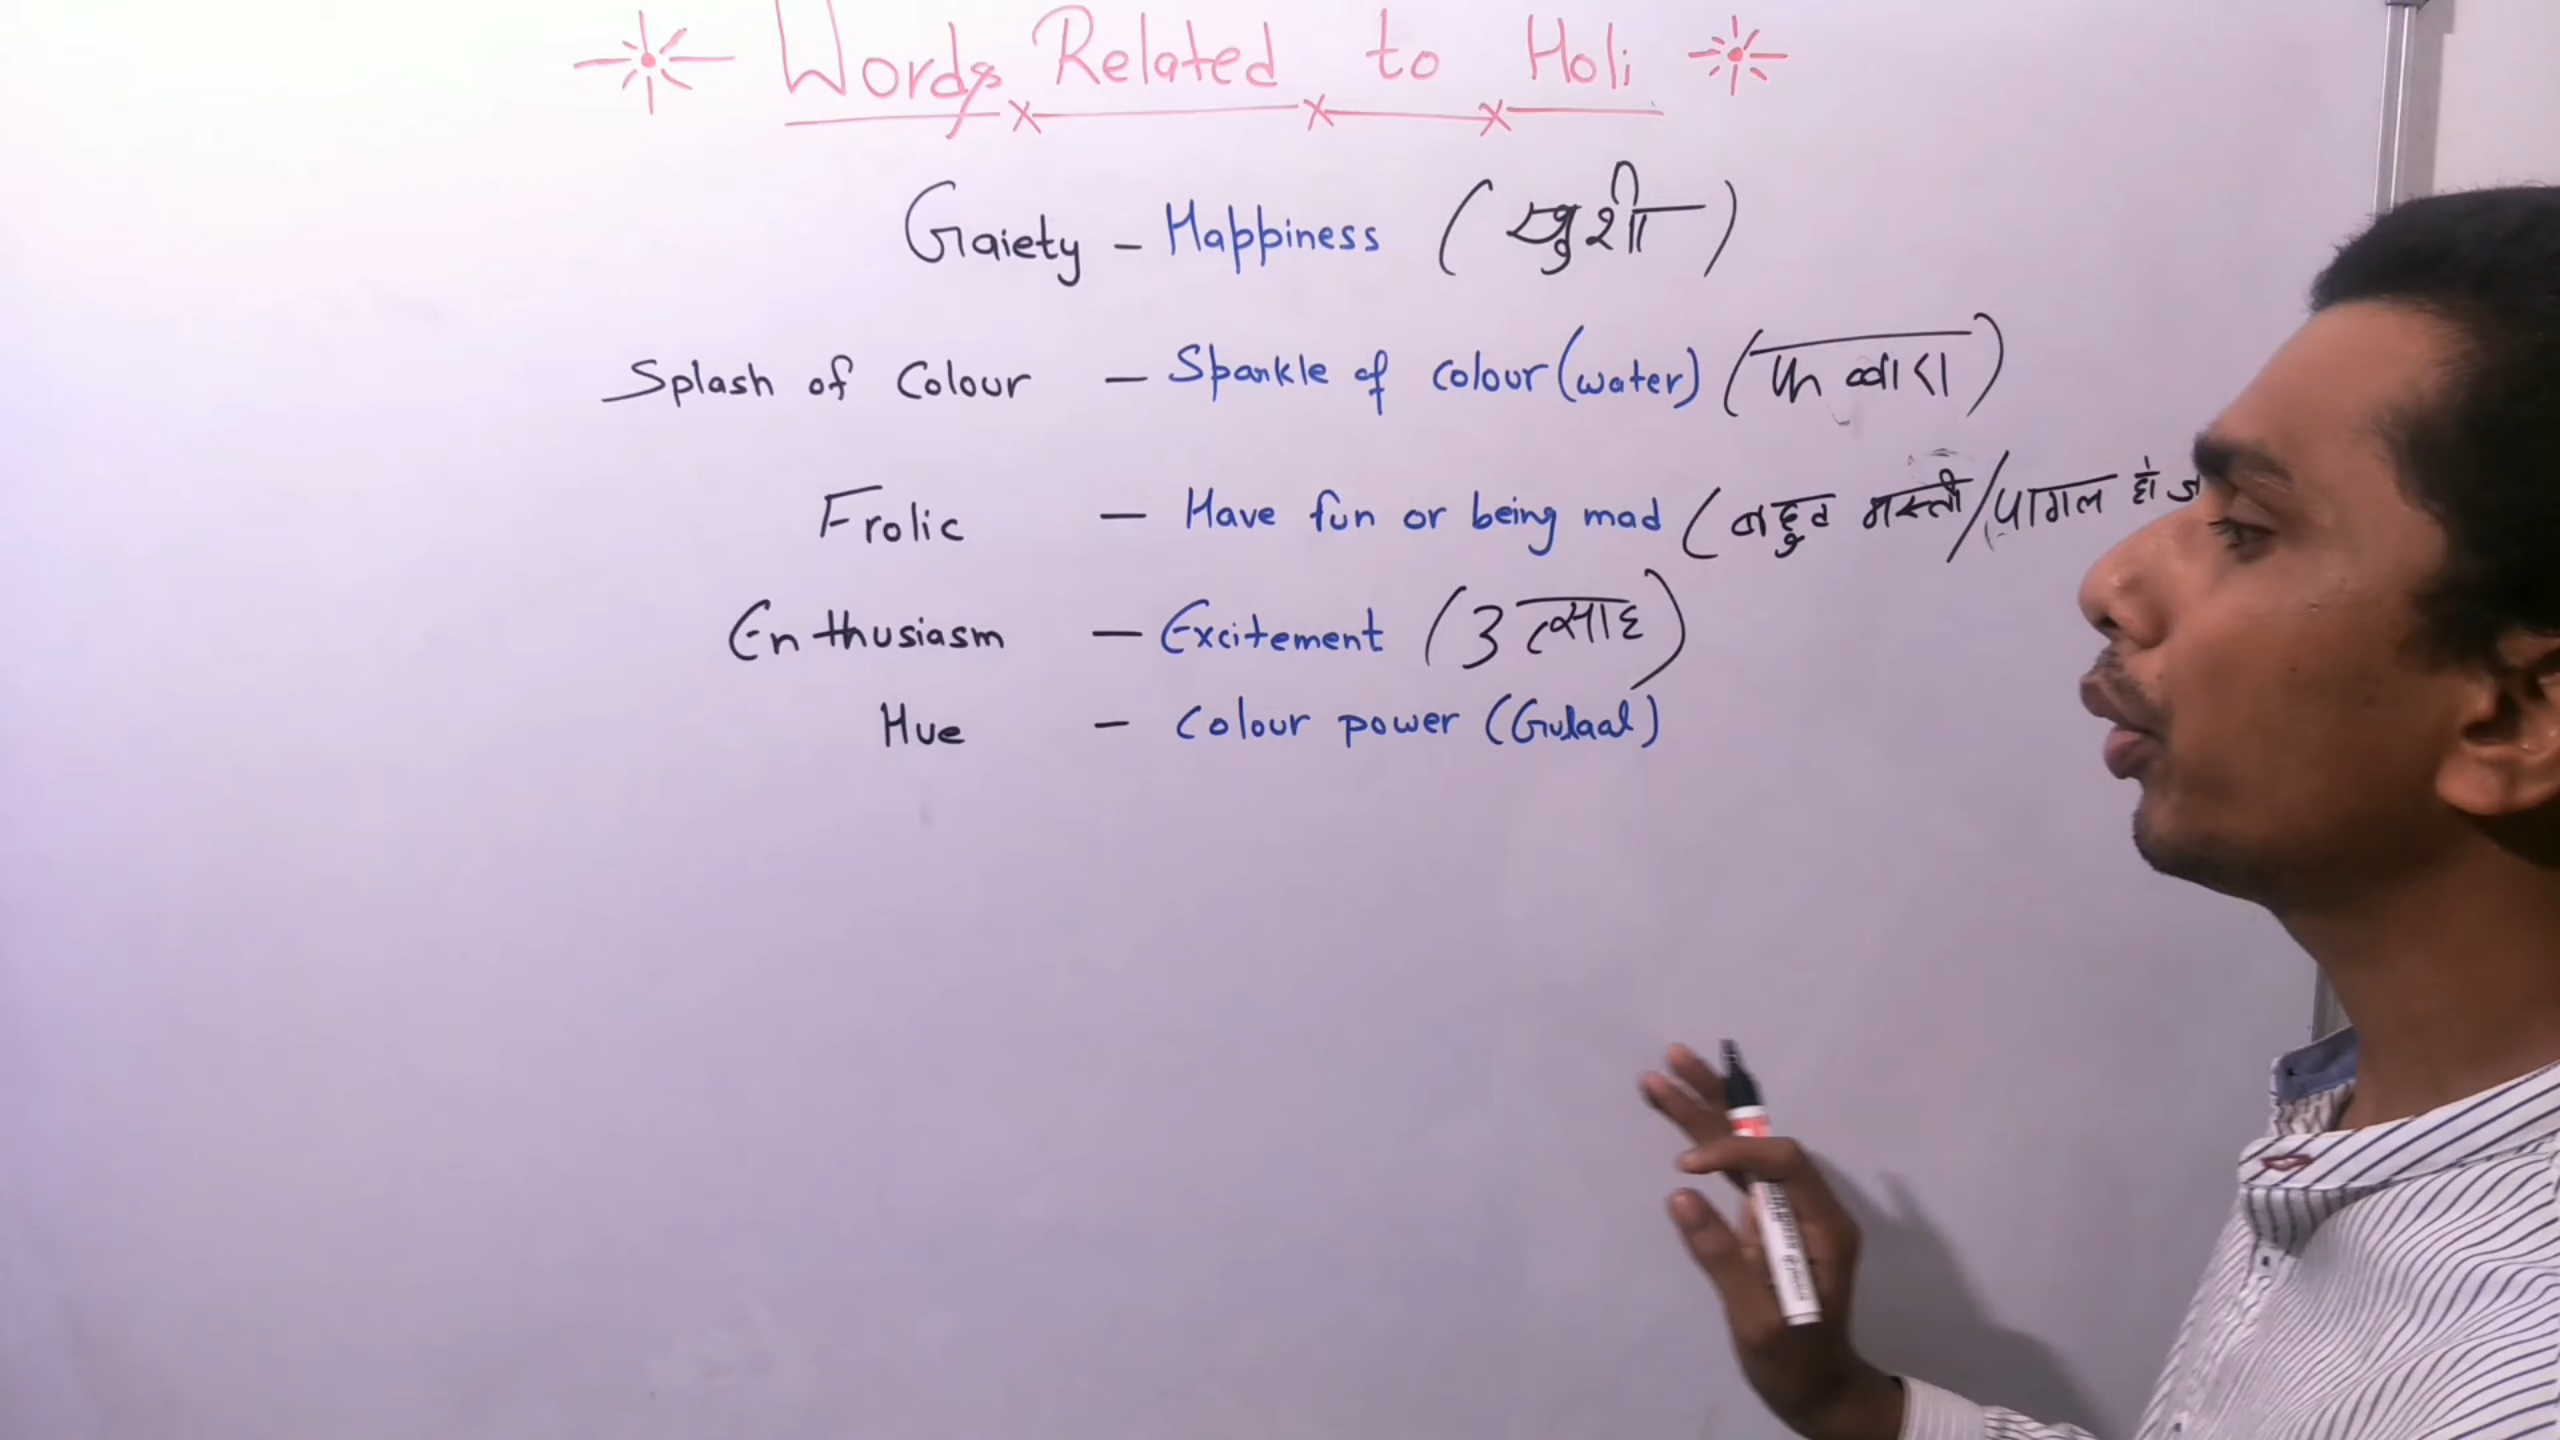 Words Related to Holi
Gaiety - Happiness (खुशी)
Splash of Colour - Sparkle of colour (water) (फव्वारा)
Frolic - Have fun or being mad (बहुत मस्ती/पागल हो
Enthusiasm - Excitement (उत्साह)
Hue - Colour power (Gulaal)